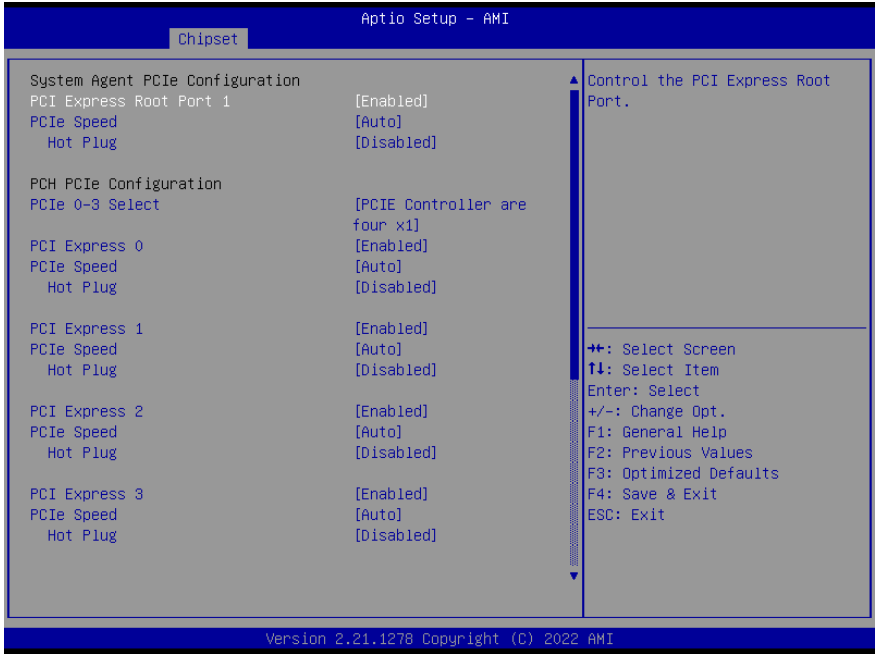 Aptio Setup – AMI
Chipset
System Agent PCIe Configuration
PCI Express Root Port 1 [Enabled]
PCIe Speed [Auto]
Hot Plug [Disabled]
PCH PCIe Configuration
PCIe 0-3 Select [PCIE Controller are
four x1]
PCI Express 0 [Enabled]
PCIe Speed [Auto]
Hot Plug [Disabled]
PCI Express 1 [Enabled]
PCIe Speed [Auto]
Hot Plug [Disabled]
PCI Express 2 [Enabled]
PCIe Speed [Auto]
Hot Plug [Disabled]
PCI Express 3 [Enabled]
PCIe Speed [Auto]
Hot Plug [Disabled]
Control the PCI Express Root
Port.
→←: Select Screen
↑↓: Select Item
Enter: Select
+/-: Change Opt.
F1: General Help
F2: Previous Values
F3: Optimized Defaults
F4: Save & Exit
ESC: Exit
Version 2.21.1278 Copyright (C) 2022 AMI